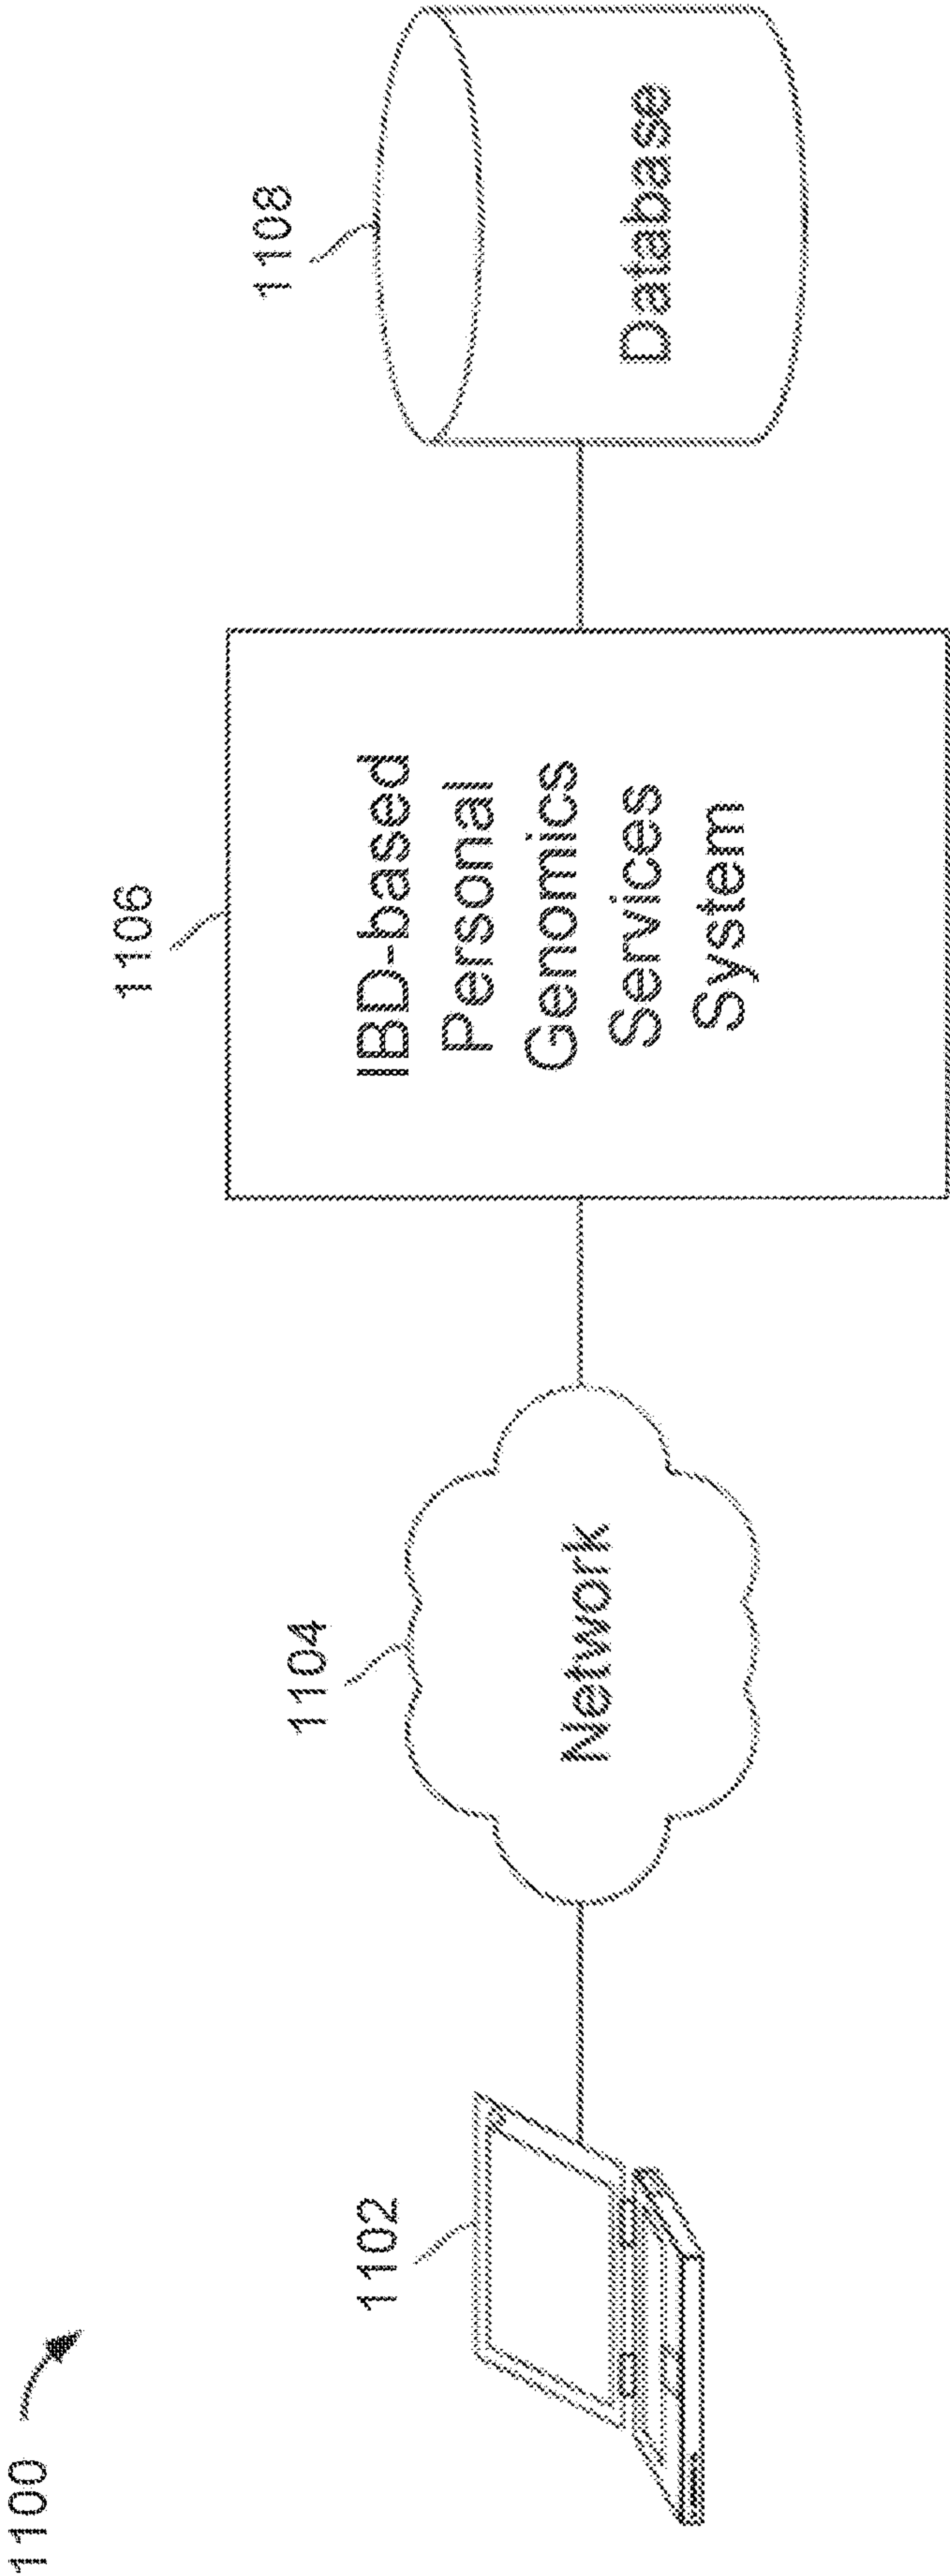 1100
1102
1104
Network
1106
IBD-based
Personal
Genomics
Services
System
1108
Database